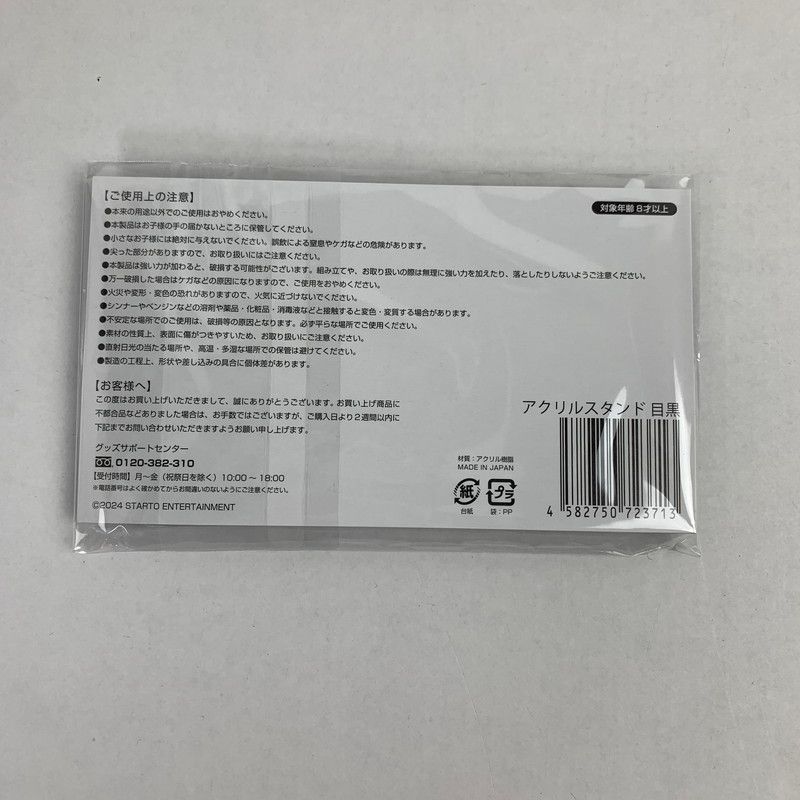 【ご使用上の注意】
対象年齢8才以上
●本来の用途以外でのご使用はおやめください。
●本製品はお子様の手の届かないところに保管してください。
●小さなお子様には絶対に与えないでください。誤飲による窒息やケガなどの危険があります。
●尖った部分がありますので、お取り扱いにはご注意ください。
●本製品は強い力が加わると、破損する可能性がございます。組み立てや、お取り扱いの際は無理に強い力を加えたり、落としたりしないようご注意ください。
●万一破損した場合はケガなどの原因になりますので、ご使用をおやめください。
●火災や変形・変色の恐れがありますので、火気に近づけないでください。
●シンナーやベンジンなどの溶剤や薬品・化粧品・消毒液などと接触すると変色・変質する場合があります。
●不安定な場所でのご使用は、破損等の原因となります。必ず平らな場所でご使用ください。
●素材の性質上、表面に傷がつきやすいため、お取り扱いにご注意ください。
●直射日光の当たる場所や、高温・多湿な場所での保管は避けてください。
●製造の工程上、形状や差し込みの具合に個体差があります。
【お客様へ】
この度はお買い上げいただきまして、誠にありがとうございます。お買い上げ商品に
不都合などありました場合は、お手数ではございますが、ご購入日より2週間以内に
下記までお問い合わせいただきますようお願い申し上げます。
グッズサポートセンター
0120-382-310
【受付時間】月～金（祝祭日を除く）10:00～18:00
※電話番号はよく確かめてからお間違いのないようにご注意ください。
©2024 STARTO ENTERTAINMENT
アクリルスタンド 目黒
材質：アクリル樹脂
MADE IN JAPAN
紙 プラ
台紙 袋：PP
4 582750 723713